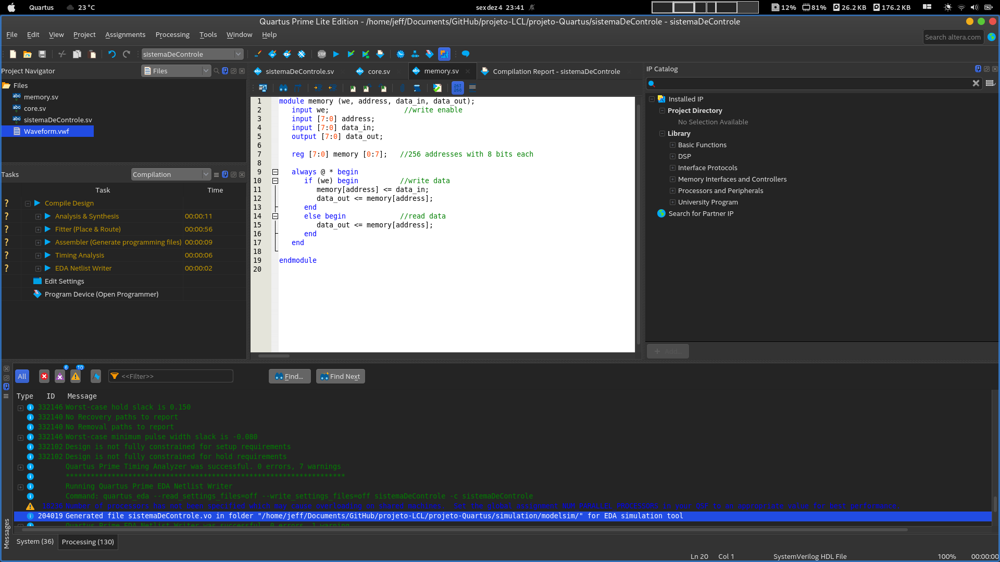 Quartus
23 °C
sex dez 4 23:41
12%
81%
26.2 KB
176.2 KB
Quartus Prime Lite Edition - /home/jeff/Documents/GitHub/projeto-LCL/projeto-Quartus/sistemaDeControle - sistemaDeControle
File Edit View Project Assignments Processing Tools Window Help
Search altera.com
sistemaDeControle
STOP
Project Navigator
Files
Files
memory.sv
core.sv
sistemaDeControle.sv
Waveform.vwf
Tasks
Compilation
Task Time
Compile Design
Analysis & Synthesis 00:00:11
Fitter (Place & Route) 00:00:56
Assembler (Generate programming files) 00:00:09
Timing Analysis 00:00:06
EDA Netlist Writer 00:00:02
Edit Settings
Program Device (Open Programmer)
sistemaDeControle.sv
core.sv
memory.sv
Compilation Report - sistemaDeControle
267
268
1 module memory (we, address, data_in, data_out);
2 input we; //write enable
3 input [7:0] address;
4 input [7:0] data_in;
5 output [7:0] data_out;
6
7 reg [7:0] memory [0:7]; //256 addresses with 8 bits each
8
9 always @ * begin
10 if (we) begin //write data
11 memory[address] <= data_in;
12 data_out <= memory[address];
13 end
14 else begin //read data
15 data_out <= memory[address];
16 end
17 end
18
19 endmodule
20
IP Catalog
Installed IP
Project Directory
No Selection Available
Library
Basic Functions
DSP
Interface Protocols
Memory Interfaces and Controllers
Processors and Peripherals
University Program
Search for Partner IP
+ Add...
All
6
10
<<Filter>>
Find...
Find Next
Type ID Message
332146 Worst-case hold slack is 0.150
332140 No Recovery paths to report
332140 No Removal paths to report
332146 Worst-case minimum pulse width slack is -0.080
332102 Design is not fully constrained for setup requirements
332102 Design is not fully constrained for hold requirements
Quartus Prime Timing Analyzer was successful. 0 errors, 7 warnings
*******************************************************************
Running Quartus Prime EDA Netlist Writer
Command: quartus_eda --read_settings_files=off --write_settings_files=off sistemaDeControle -c sistemaDeControle
18236 Number of processors has not been specified which may cause overloading on shared machines. Set the global assignment NUM_PARALLEL_PROCESSORS in your QSF to an appropriate value for best performance.
204019 Generated file sistemaDeControle.vo in folder "/home/jeff/Documents/GitHub/projeto-LCL/projeto-Quartus/simulation/modelsim/" for EDA simulation tool
Quartus Prime EDA Netlist Writer was successful. 0 errors, 1 warning
Messages
System (36)
Processing (130)
Ln 20 Col 1 SystemVerilog HDL File 100% 00:00:00